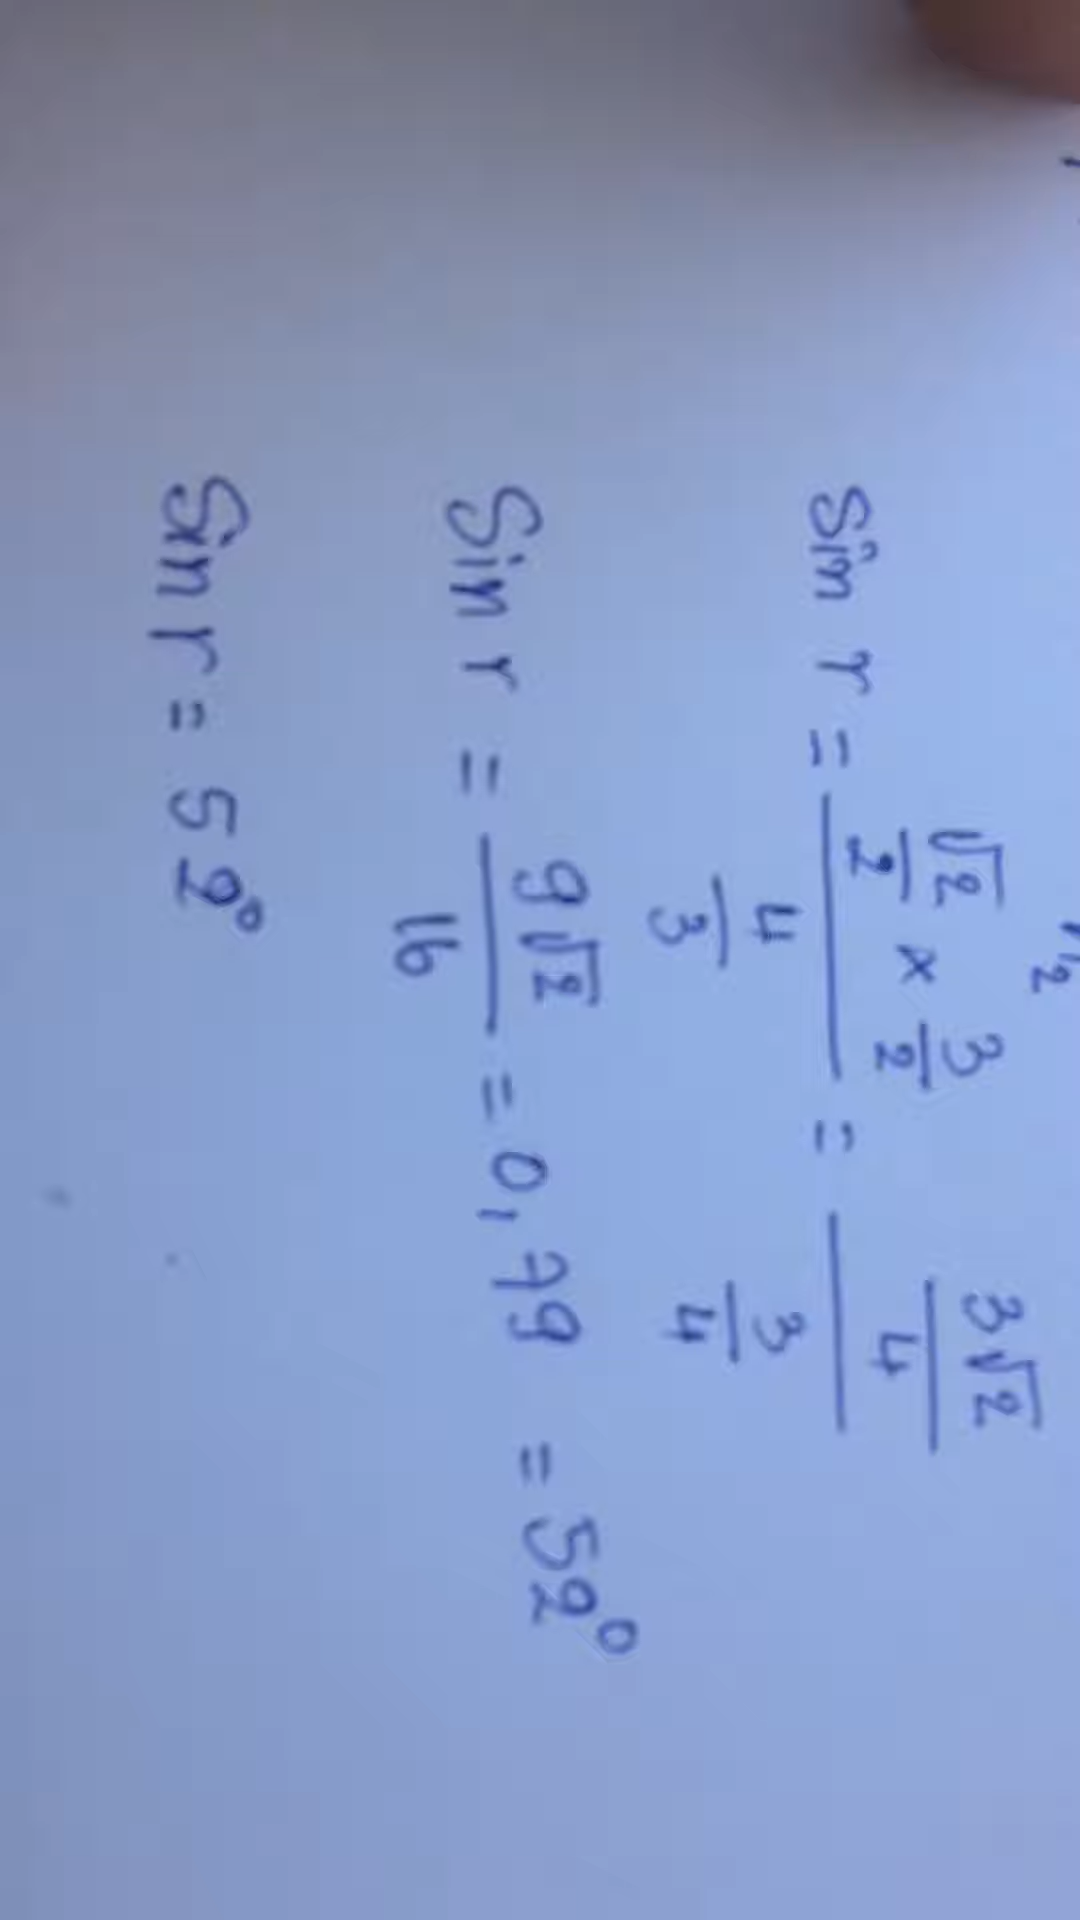 n₂
Sin r = (√2/2 × 3/2)/(4/3) = (3√2/4)/(3/4)
Sin r = 9√2/16 = 0,79 = 52°
Sin r = 52°